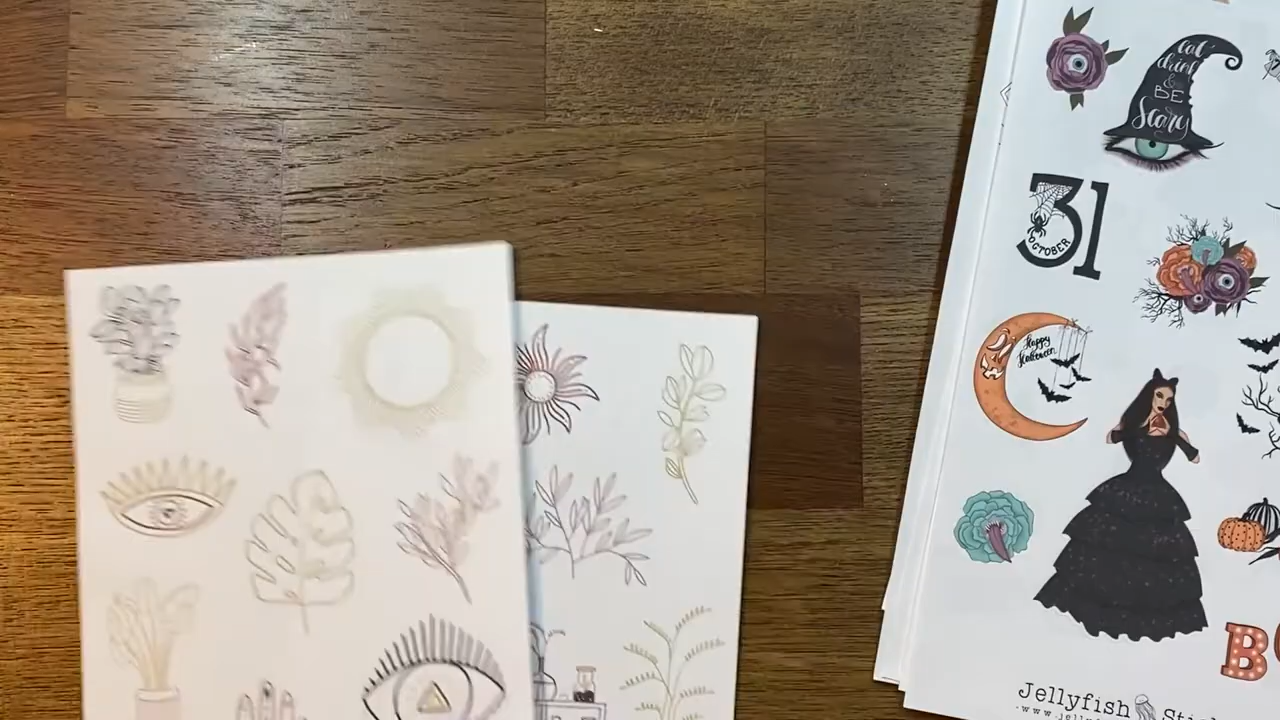 eat
drink
&
BE
Scary
31
OCTOBER
Happy
Halloween
Jellyfish